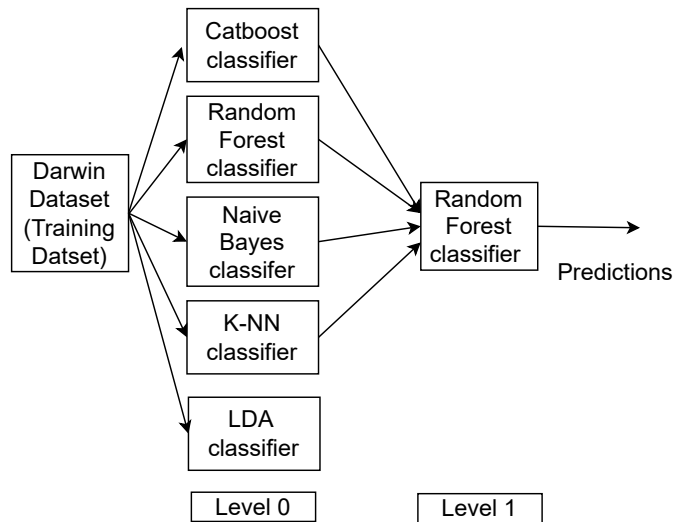 Darwin
Dataset
(Training
Datset)
Catboost
classifier
Random
Forest
classifier
Naive
Bayes
classifer
K-NN
classifier
LDA
classifier
Random
Forest
classifier
Predictions
Level 0
Level 1